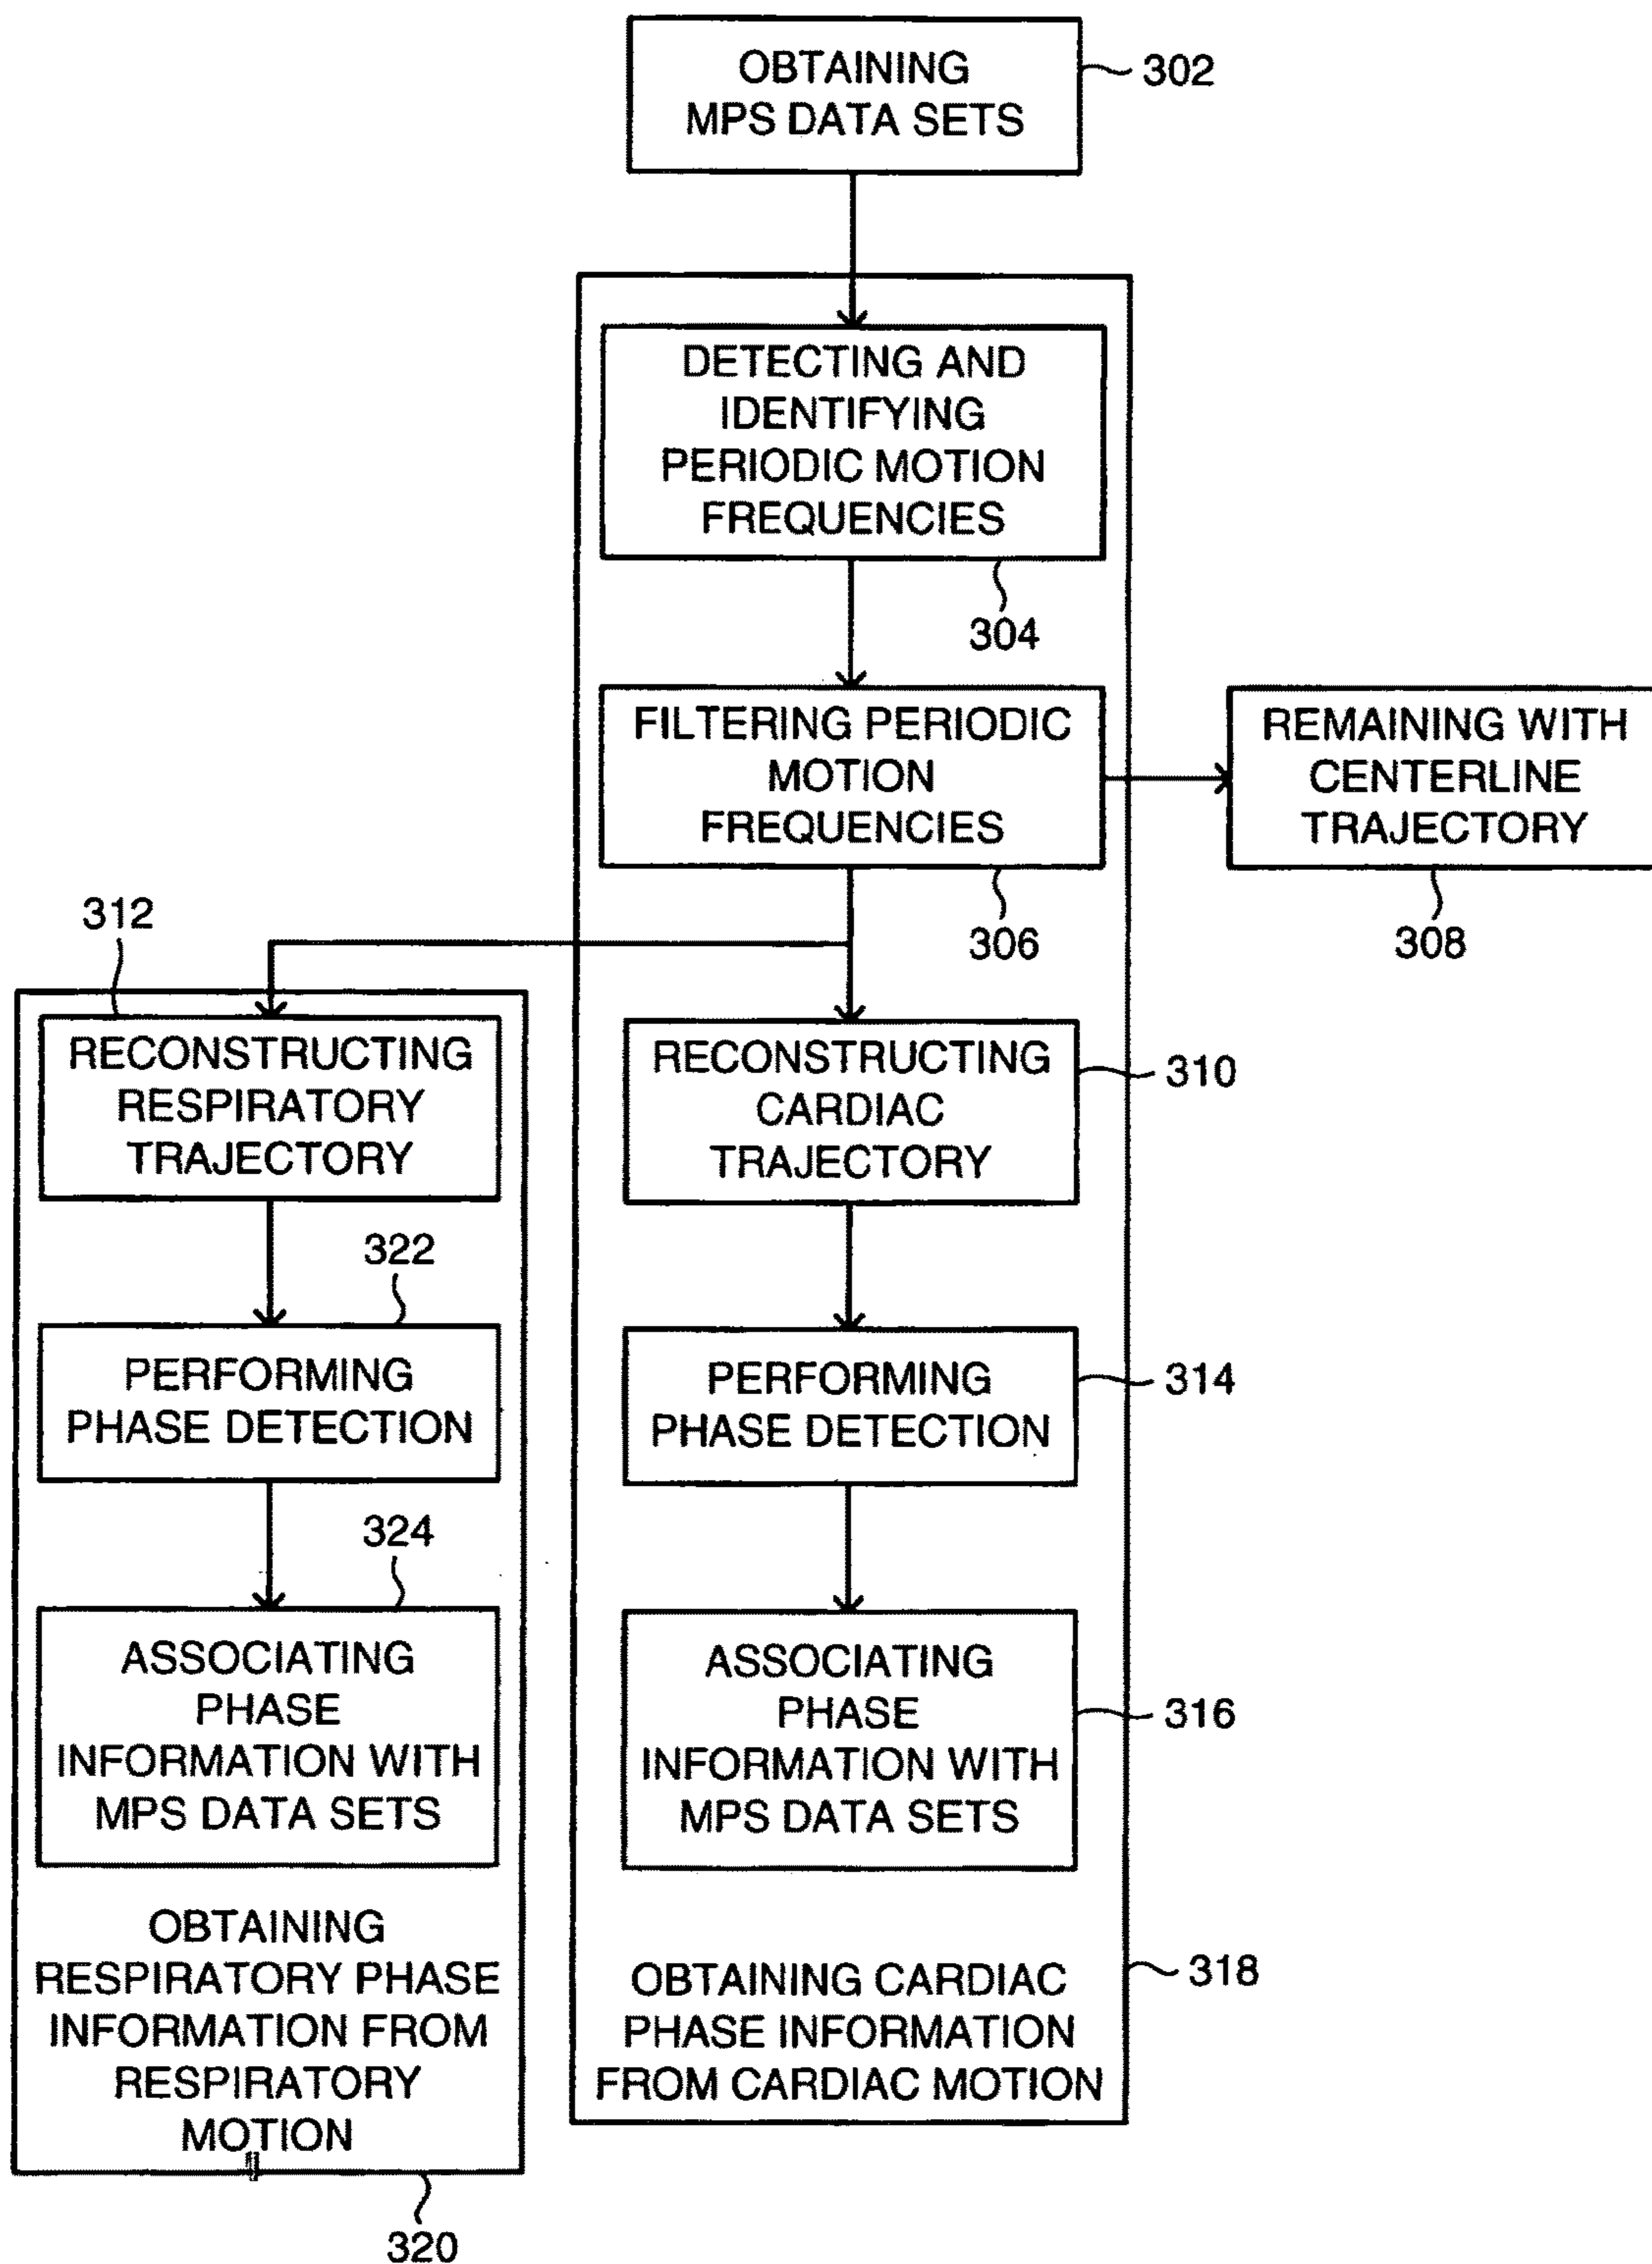 OBTAINING
MPS DATA SETS
302
DETECTING AND
IDENTIFYING
PERIODIC MOTION
FREQUENCIES
304
FILTERING PERIODIC
MOTION
FREQUENCIES
306
REMAINING WITH
CENTERLINE
TRAJECTORY
308
312
RECONSTRUCTING
RESPIRATORY
TRAJECTORY
RECONSTRUCTING
CARDIAC
TRAJECTORY
310
322
PERFORMING
PHASE DETECTION
PERFORMING
PHASE DETECTION
314
324
ASSOCIATING
PHASE
INFORMATION WITH
MPS DATA SETS
ASSOCIATING
PHASE
INFORMATION WITH
MPS DATA SETS
316
OBTAINING
RESPIRATORY PHASE
INFORMATION FROM
RESPIRATORY
MOTION
320
OBTAINING CARDIAC
PHASE INFORMATION
FROM CARDIAC MOTION
318